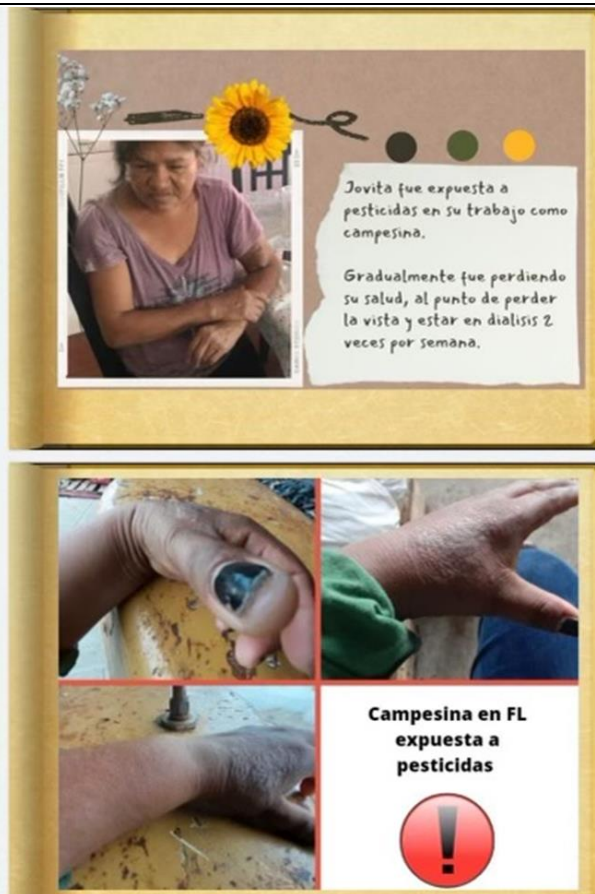 Jovita fue expuesta a
pesticidas en su trabajo como
campesina.
Gradualmente fue perdiendo
su salud, al punto de perder
la vista y estar en dialisis 2
veces por semana.
Campesina en FL
expuesta a
pesticidas
!